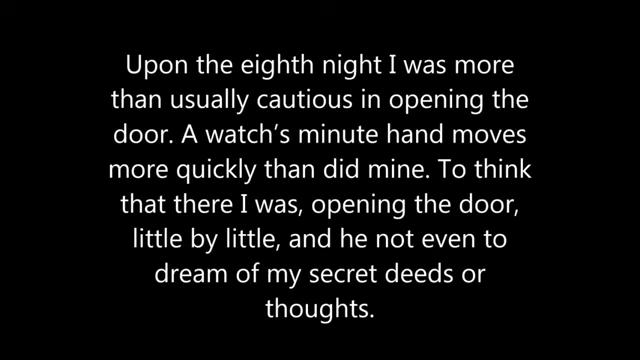 Upon the eighth night I was more
than usually cautious in opening the
door. A watch’s minute hand moves
more quickly than did mine. To think
that there I was, opening the door,
little by little, and he not even to
dream of my secret deeds or
thoughts.